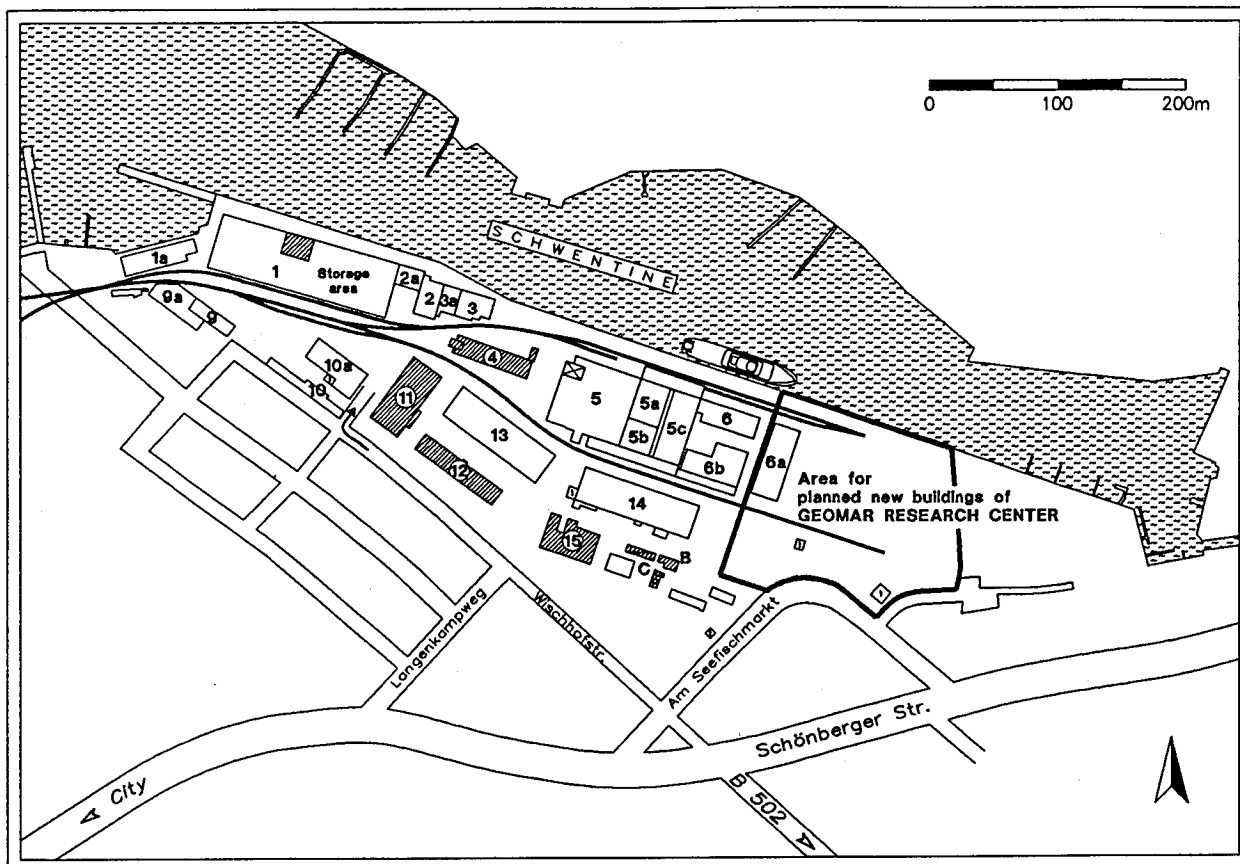 0 100 200m
SCHWENTINE
1a
1
Storage
area
2a
2
3a
3
9a
9
4
10a
10
11
5
5a
5b
5c
6
6a
6b
13
12
14
15
B
C
Area for
planned new buildings of
GEOMAR RESEARCH CENTER
Langenkampweg
Wischhofstr.
Am Seefischmarkt
Schönberger Str.
City
B 502